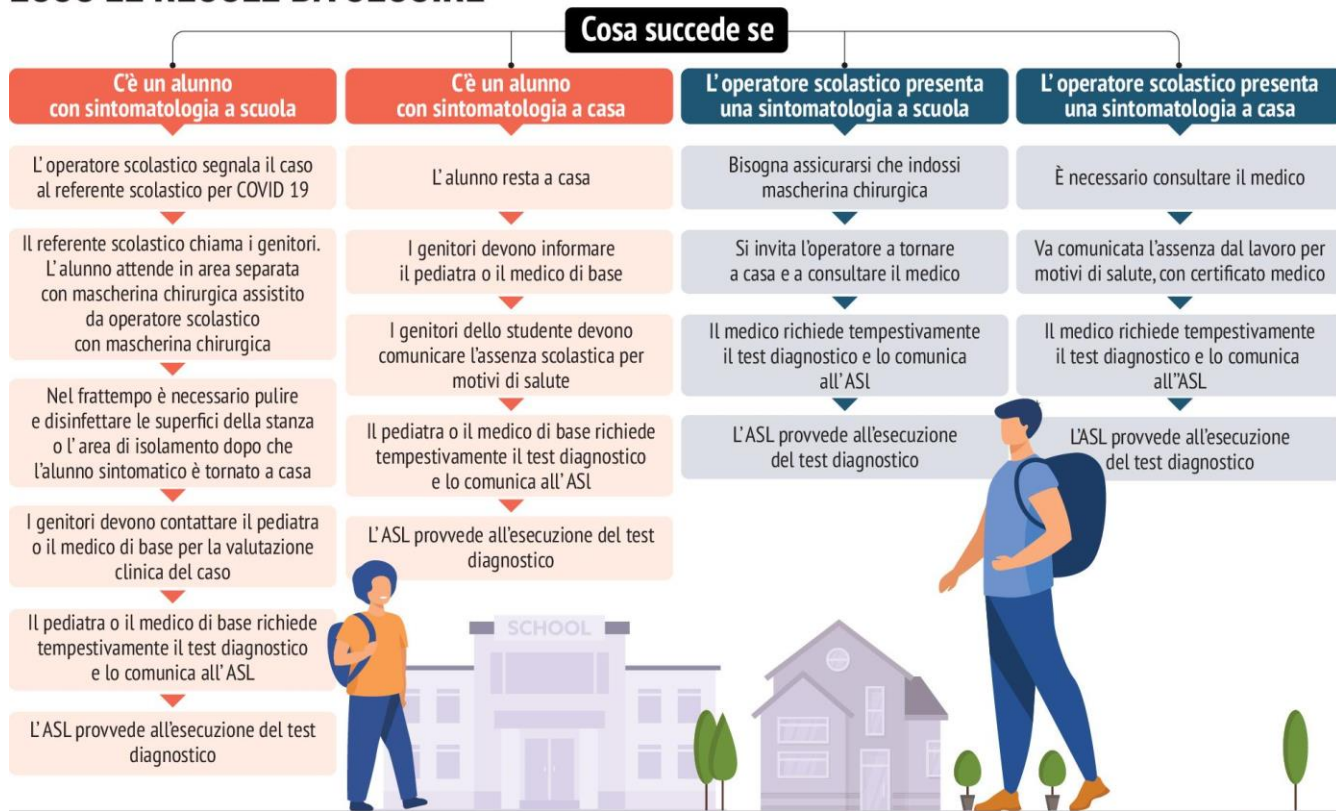 Cosa succede se
C'è un alunno
con sintomatologia a scuola
L'operatore scolastico segnala il caso
al referente scolastico per COVID 19
Il referente scolastico chiama i genitori.
L'alunno attende in area separata
con mascherina chirurgica assistito
da operatore scolastico
con mascherina chirurgica
Nel frattempo è necessario pulire
e disinfettare le superfici della stanza
o l'area di isolamento dopo che
l'alunno sintomatico è tornato a casa
I genitori devono contattare il pediatra
o il medico di base per la valutazione
clinica del caso
Il pediatra o il medico di base richiede
tempestivamente il test diagnostico
e lo comunica all'ASL
L'ASL provvede all'esecuzione del test
diagnostico
C'è un alunno
con sintomatologia a casa
L'alunno resta a casa
I genitori devono informare
il pediatra o il medico di base
I genitori dello studente devono
comunicare l'assenza scolastica per
motivi di salute
Il pediatra o il medico di base richiede
tempestivamente il test diagnostico
e lo comunica all'ASL
L'ASL provvede all'esecuzione del test
diagnostico
L'operatore scolastico presenta
una sintomatologia a scuola
Bisogna assicurarsi che indossi
mascherina chirurgica
Si invita l'operatore a tornare
a casa e a consultare il medico
Il medico richiede tempestivamente
il test diagnostico e lo comunica
all'ASl
L'ASL provvede all'esecuzione
del test diagnostico
L'operatore scolastico presenta
una sintomatologia a casa
È necessario consultare il medico
Va comunicata l'assenza dal lavoro per
motivi di salute, con certificato medico
Il medico richiede tempestivamente
il test diagnostico e lo comunica
all''ASL
L'ASL provvede all'esecuzione
del test diagnostico
SCHOOL